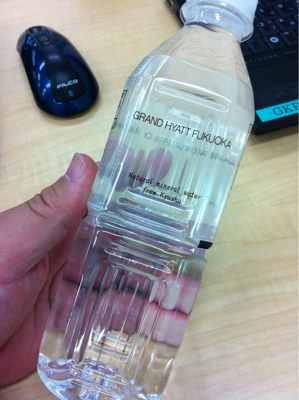 FILCO
GRAND HYATT FUKUOKA
Natural mineral water
from Kyushu